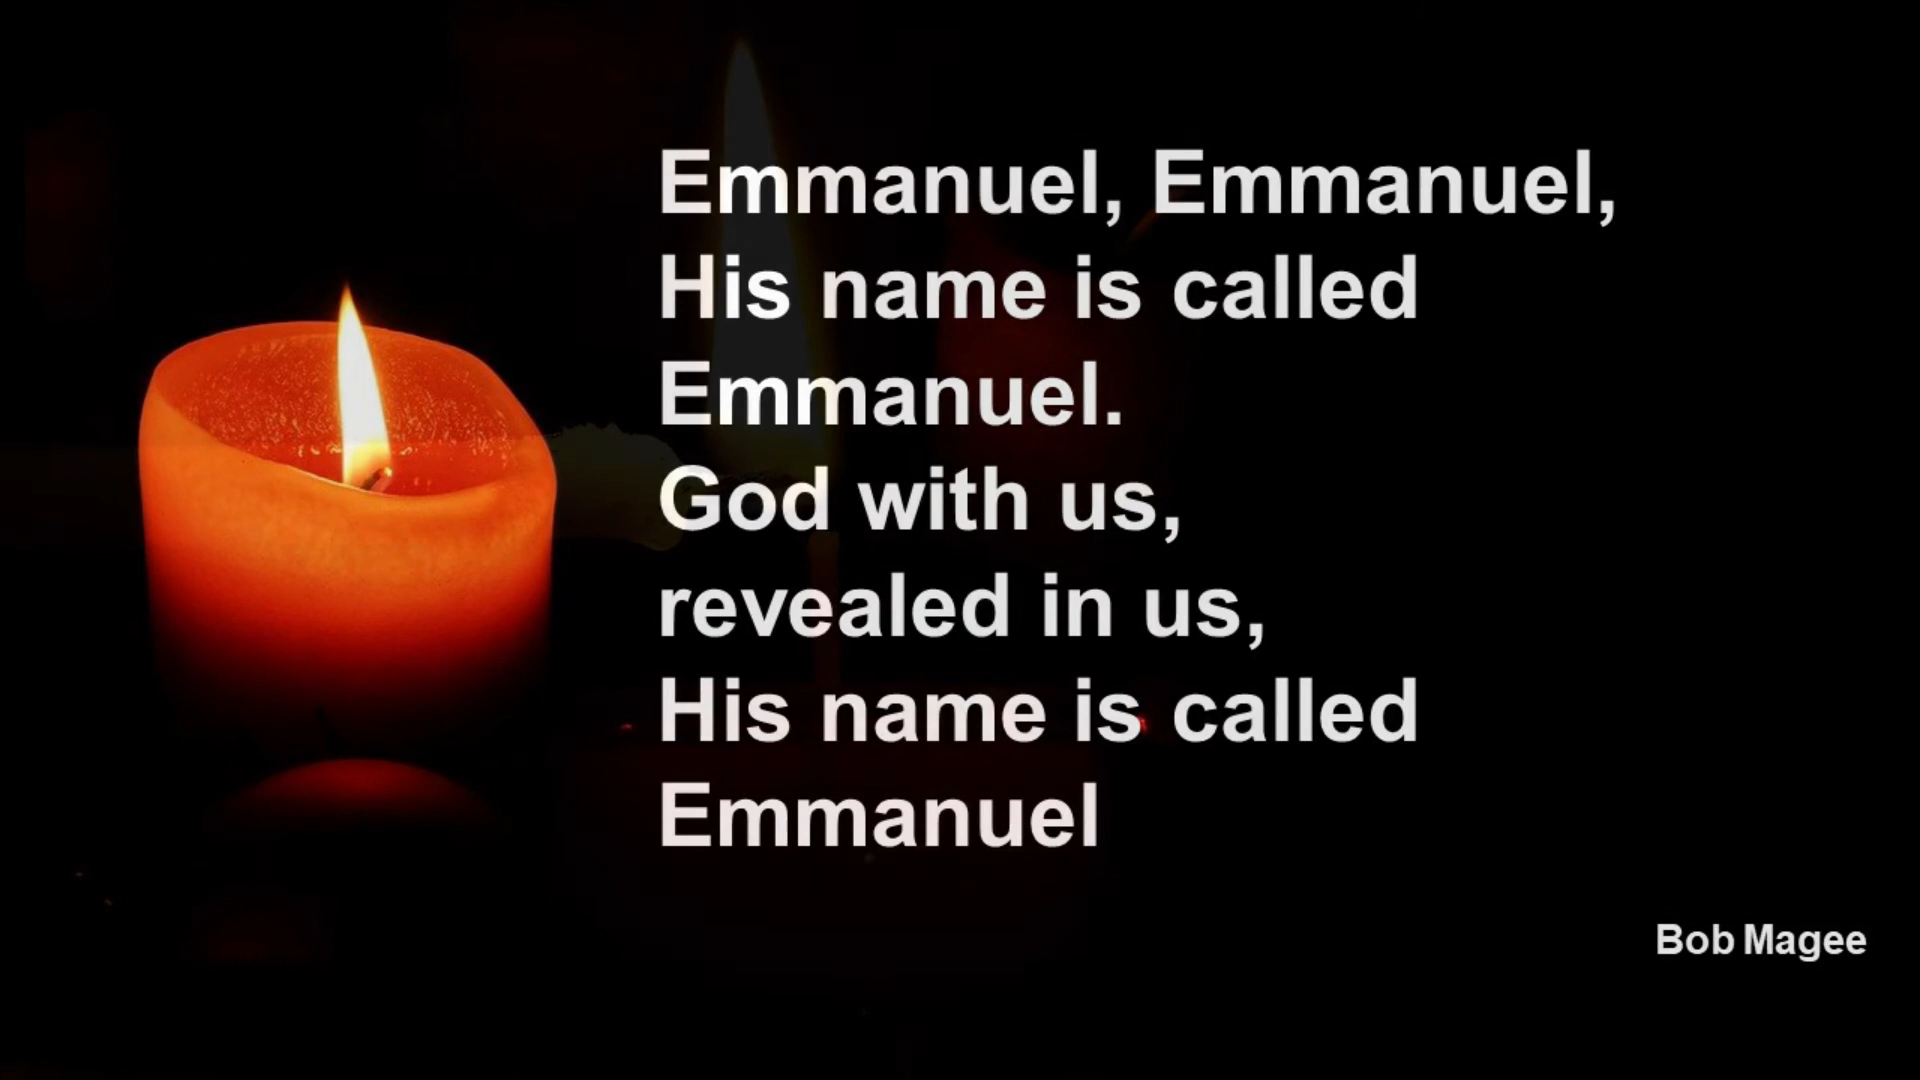 Emmanuel, Emmanuel,
His name is called
Emmanuel.
God with us,
revealed in us,
His name is called
Emmanuel
Bob Magee